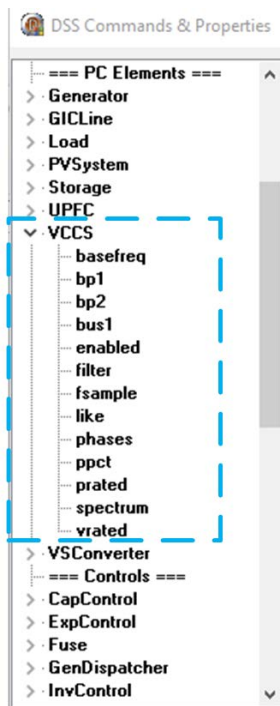 DSS Commands & Properties
=== PC Elements ===
Generator
GICLine
Load
PVSystem
Storage
UPFC
VCCS
basefreq
bp1
bp2
bus1
enabled
filter
fsample
like
phases
ppct
prated
spectrum
vrated
VSConverter
=== Controls ===
CapControl
ExpControl
Fuse
GenDispatcher
InvControl